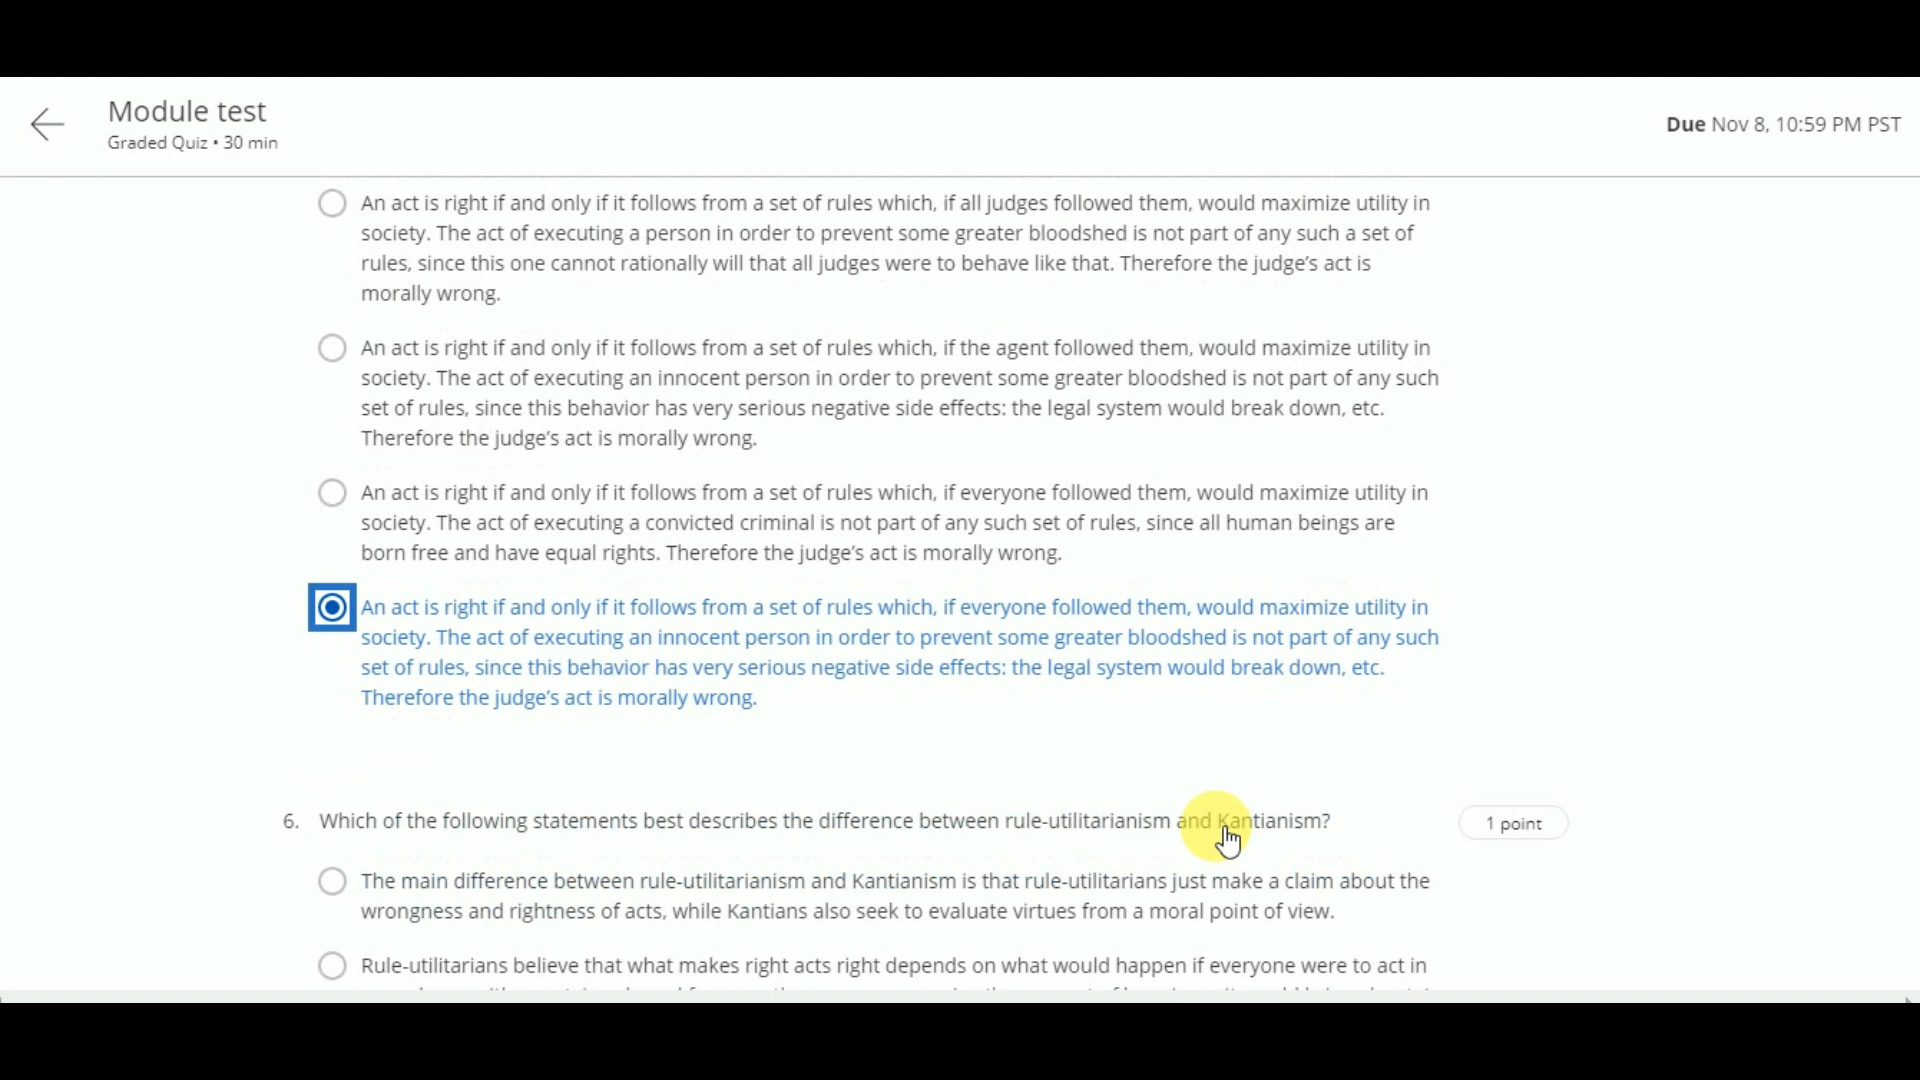 Module test
Graded Quiz • 30 min
Due Nov 8, 10:59 PM PST
An act is right if and only if it follows from a set of rules which, if all judges followed them, would maximize utility in
society. The act of executing a person in order to prevent some greater bloodshed is not part of any such a set of
rules, since this one cannot rationally will that all judges were to behave like that. Therefore the judge's act is
morally wrong.
An act is right if and only if it follows from a set of rules which, if the agent followed them, would maximize utility in
society. The act of executing an innocent person in order to prevent some greater bloodshed is not part of any such
set of rules, since this behavior has very serious negative side effects: the legal system would break down, etc.
Therefore the judge's act is morally wrong.
An act is right if and only if it follows from a set of rules which, if everyone followed them, would maximize utility in
society. The act of executing a convicted criminal is not part of any such set of rules, since all human beings are
born free and have equal rights. Therefore the judge's act is morally wrong.
An act is right if and only if it follows from a set of rules which, if everyone followed them, would maximize utility in
society. The act of executing an innocent person in order to prevent some greater bloodshed is not part of any such
set of rules, since this behavior has very serious negative side effects: the legal system would break down, etc.
Therefore the judge's act is morally wrong.
6. Which of the following statements best describes the difference between rule-utilitarianism and Kantianism?
1 point
The main difference between rule-utilitarianism and Kantianism is that rule-utilitarians just make a claim about the
wrongness and rightness of acts, while Kantians also seek to evaluate virtues from a moral point of view.
Rule-utilitarians believe that what makes right acts right depends on what would happen if everyone were to act in